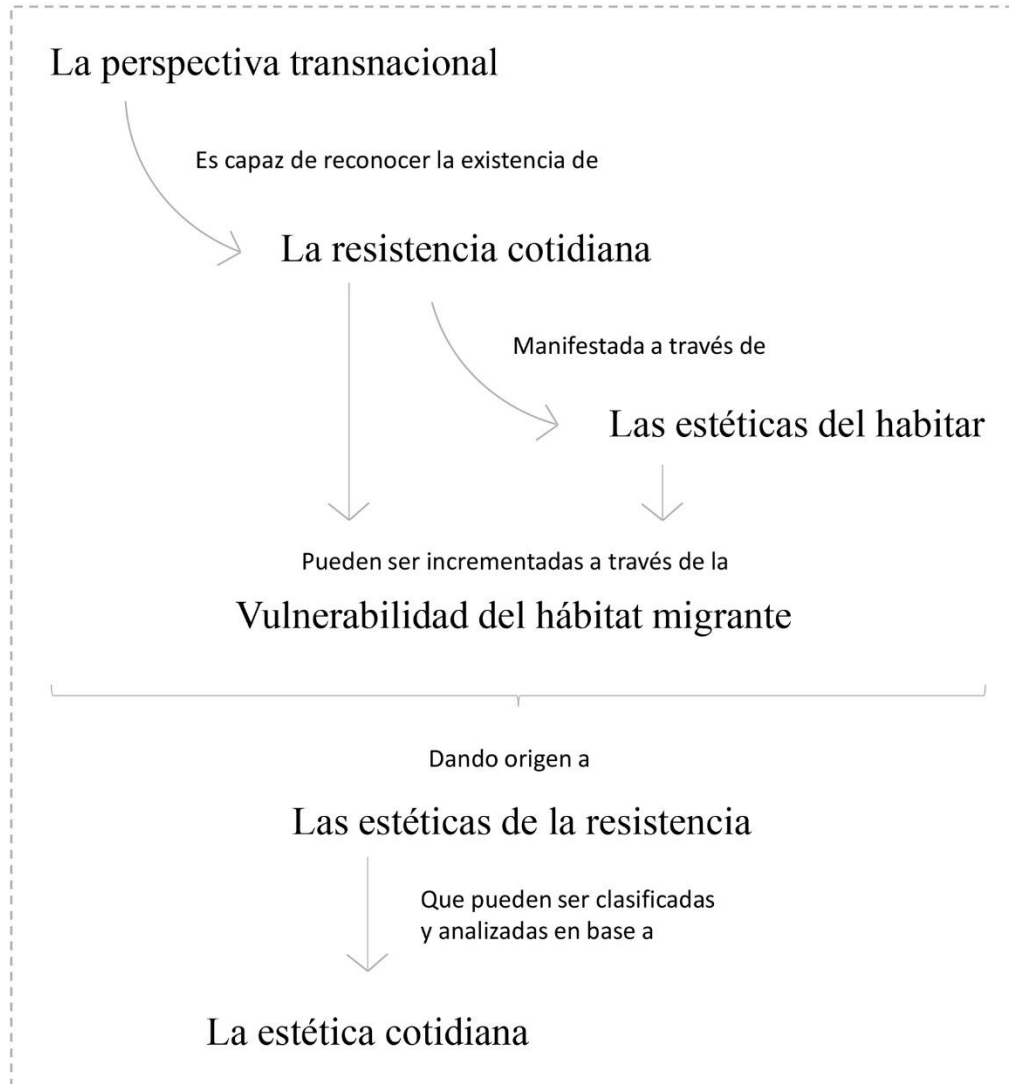 La perspectiva transnacional
Es capaz de reconocer la existencia de
La resistencia cotidiana
Manifestada a través de
Las estéticas del habitar
Pueden ser incrementadas a través de la
Vulnerabilidad del hábitat migrante
Dando origen a
Las estéticas de la resistencia
Que pueden ser clasificadas
y analizadas en base a
La estética cotidiana